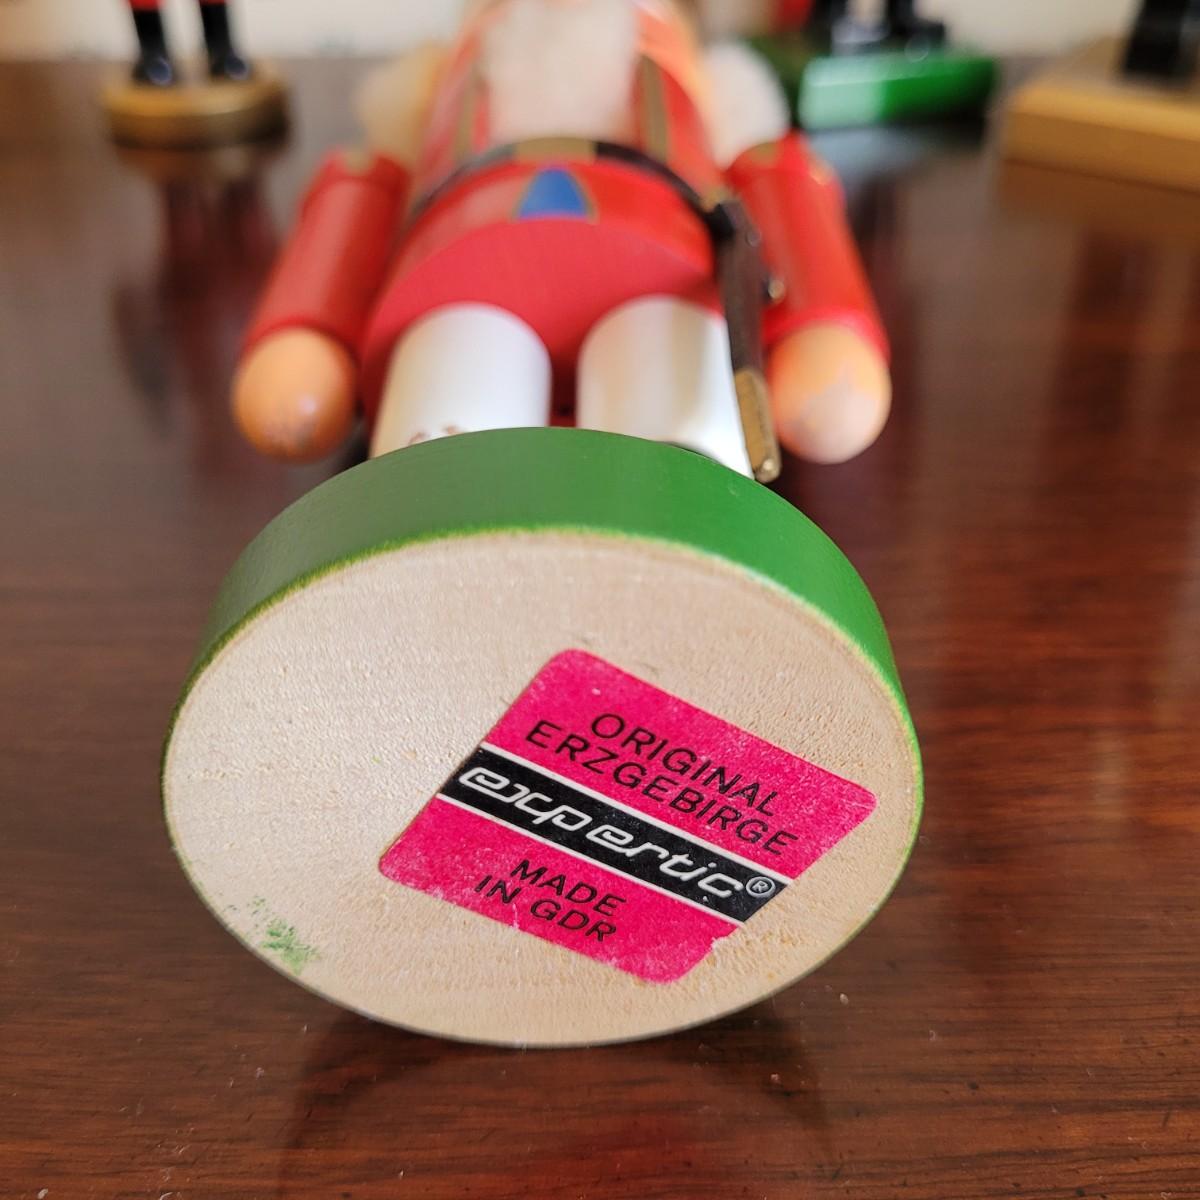 ORIGINAL
ERZGEBIRGE
expertic®
MADE
IN GDR